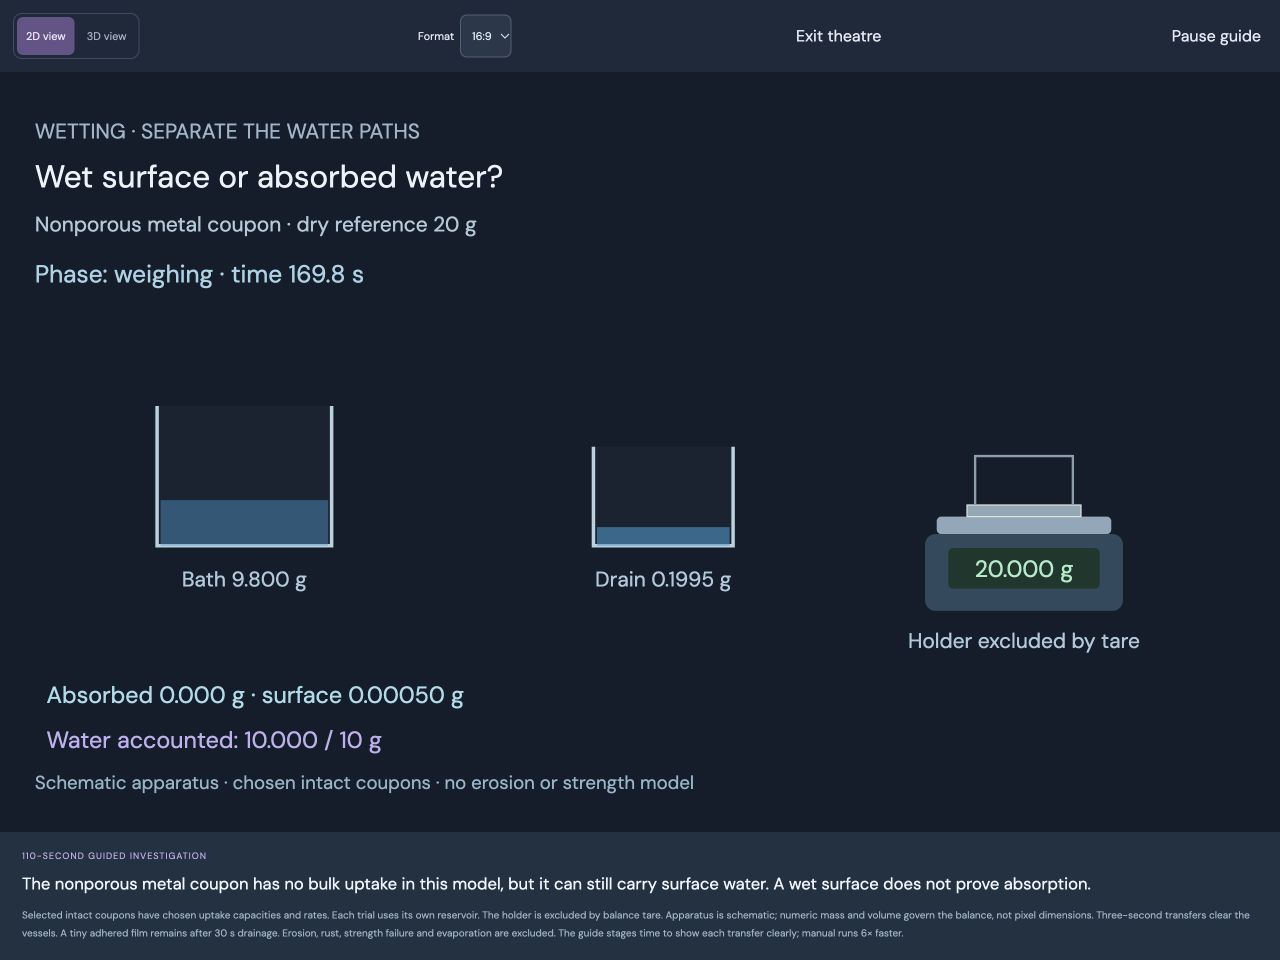 2D view 3D view Format 16:9 Exit theatre Pause guide
WETTING · SEPARATE THE WATER PATHS
Wet surface or absorbed water?
Nonporous metal coupon · dry reference 20 g
Phase: weighing · time 169.8 s
20.000 g
Bath 9.800 g Drain 0.1995 g
Holder excluded by tare
Absorbed 0.000 g · surface 0.00050 g
Water accounted: 10.000 / 10 g
Schematic apparatus · chosen intact coupons · no erosion or strength model
110-SECOND GUIDED INVESTIGATION
The nonporous metal coupon has no bulk uptake in this model, but it can still carry surface water. A wet surface does not prove absorption.
Selected intact coupons have chosen uptake capacities and rates. Each trial uses its own reservoir. The holder is excluded by balance tare. Apparatus is schematic; numeric mass and volume govern the balance, not pixel dimensions. Three-second transfers clear the
vessels. A tiny adhered film remains after 30 s drainage. Erosion, rust, strength failure and evaporation are excluded. The guide stages time to show each transfer clearly; manual runs 6× faster.